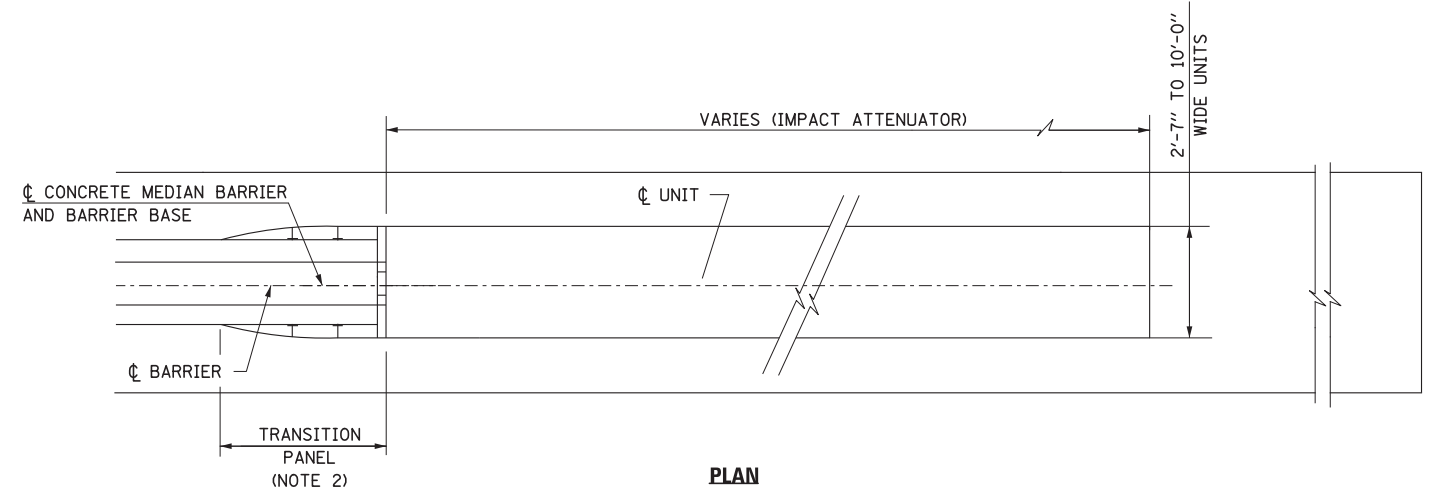 2'-7" TO 10'-0"
WIDE UNITS
VARIES (IMPACT ATTENUATOR)
℄ CONCRETE MEDIAN BARRIER
AND BARRIER BASE
℄ UNIT
℄ BARRIER
TRANSITION
PANEL
(NOTE 2)
PLAN